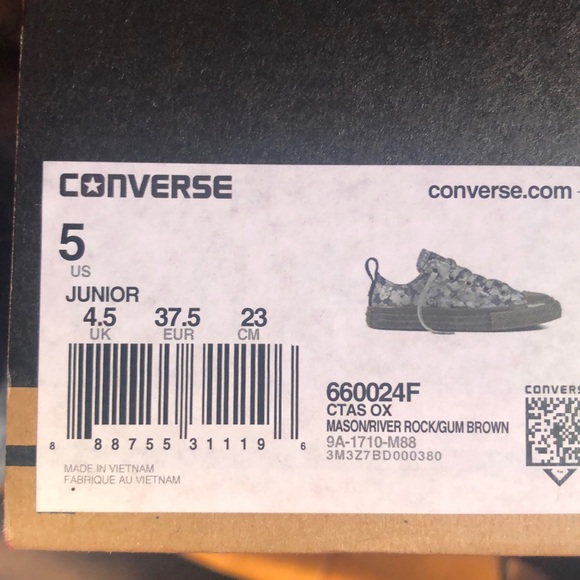 CONVERSE
converse.com
5
US
JUNIOR
4.5 37.5 23
UK EUR CM
8 88755 31119 6
MADE IN VIETNAM
FABRIQUE AU VIETNAM
660024F
CTAS OX
MASON/RIVER ROCK/GUM BROWN
9A-1710-M88
3M3Z7BD000380
CONVERS